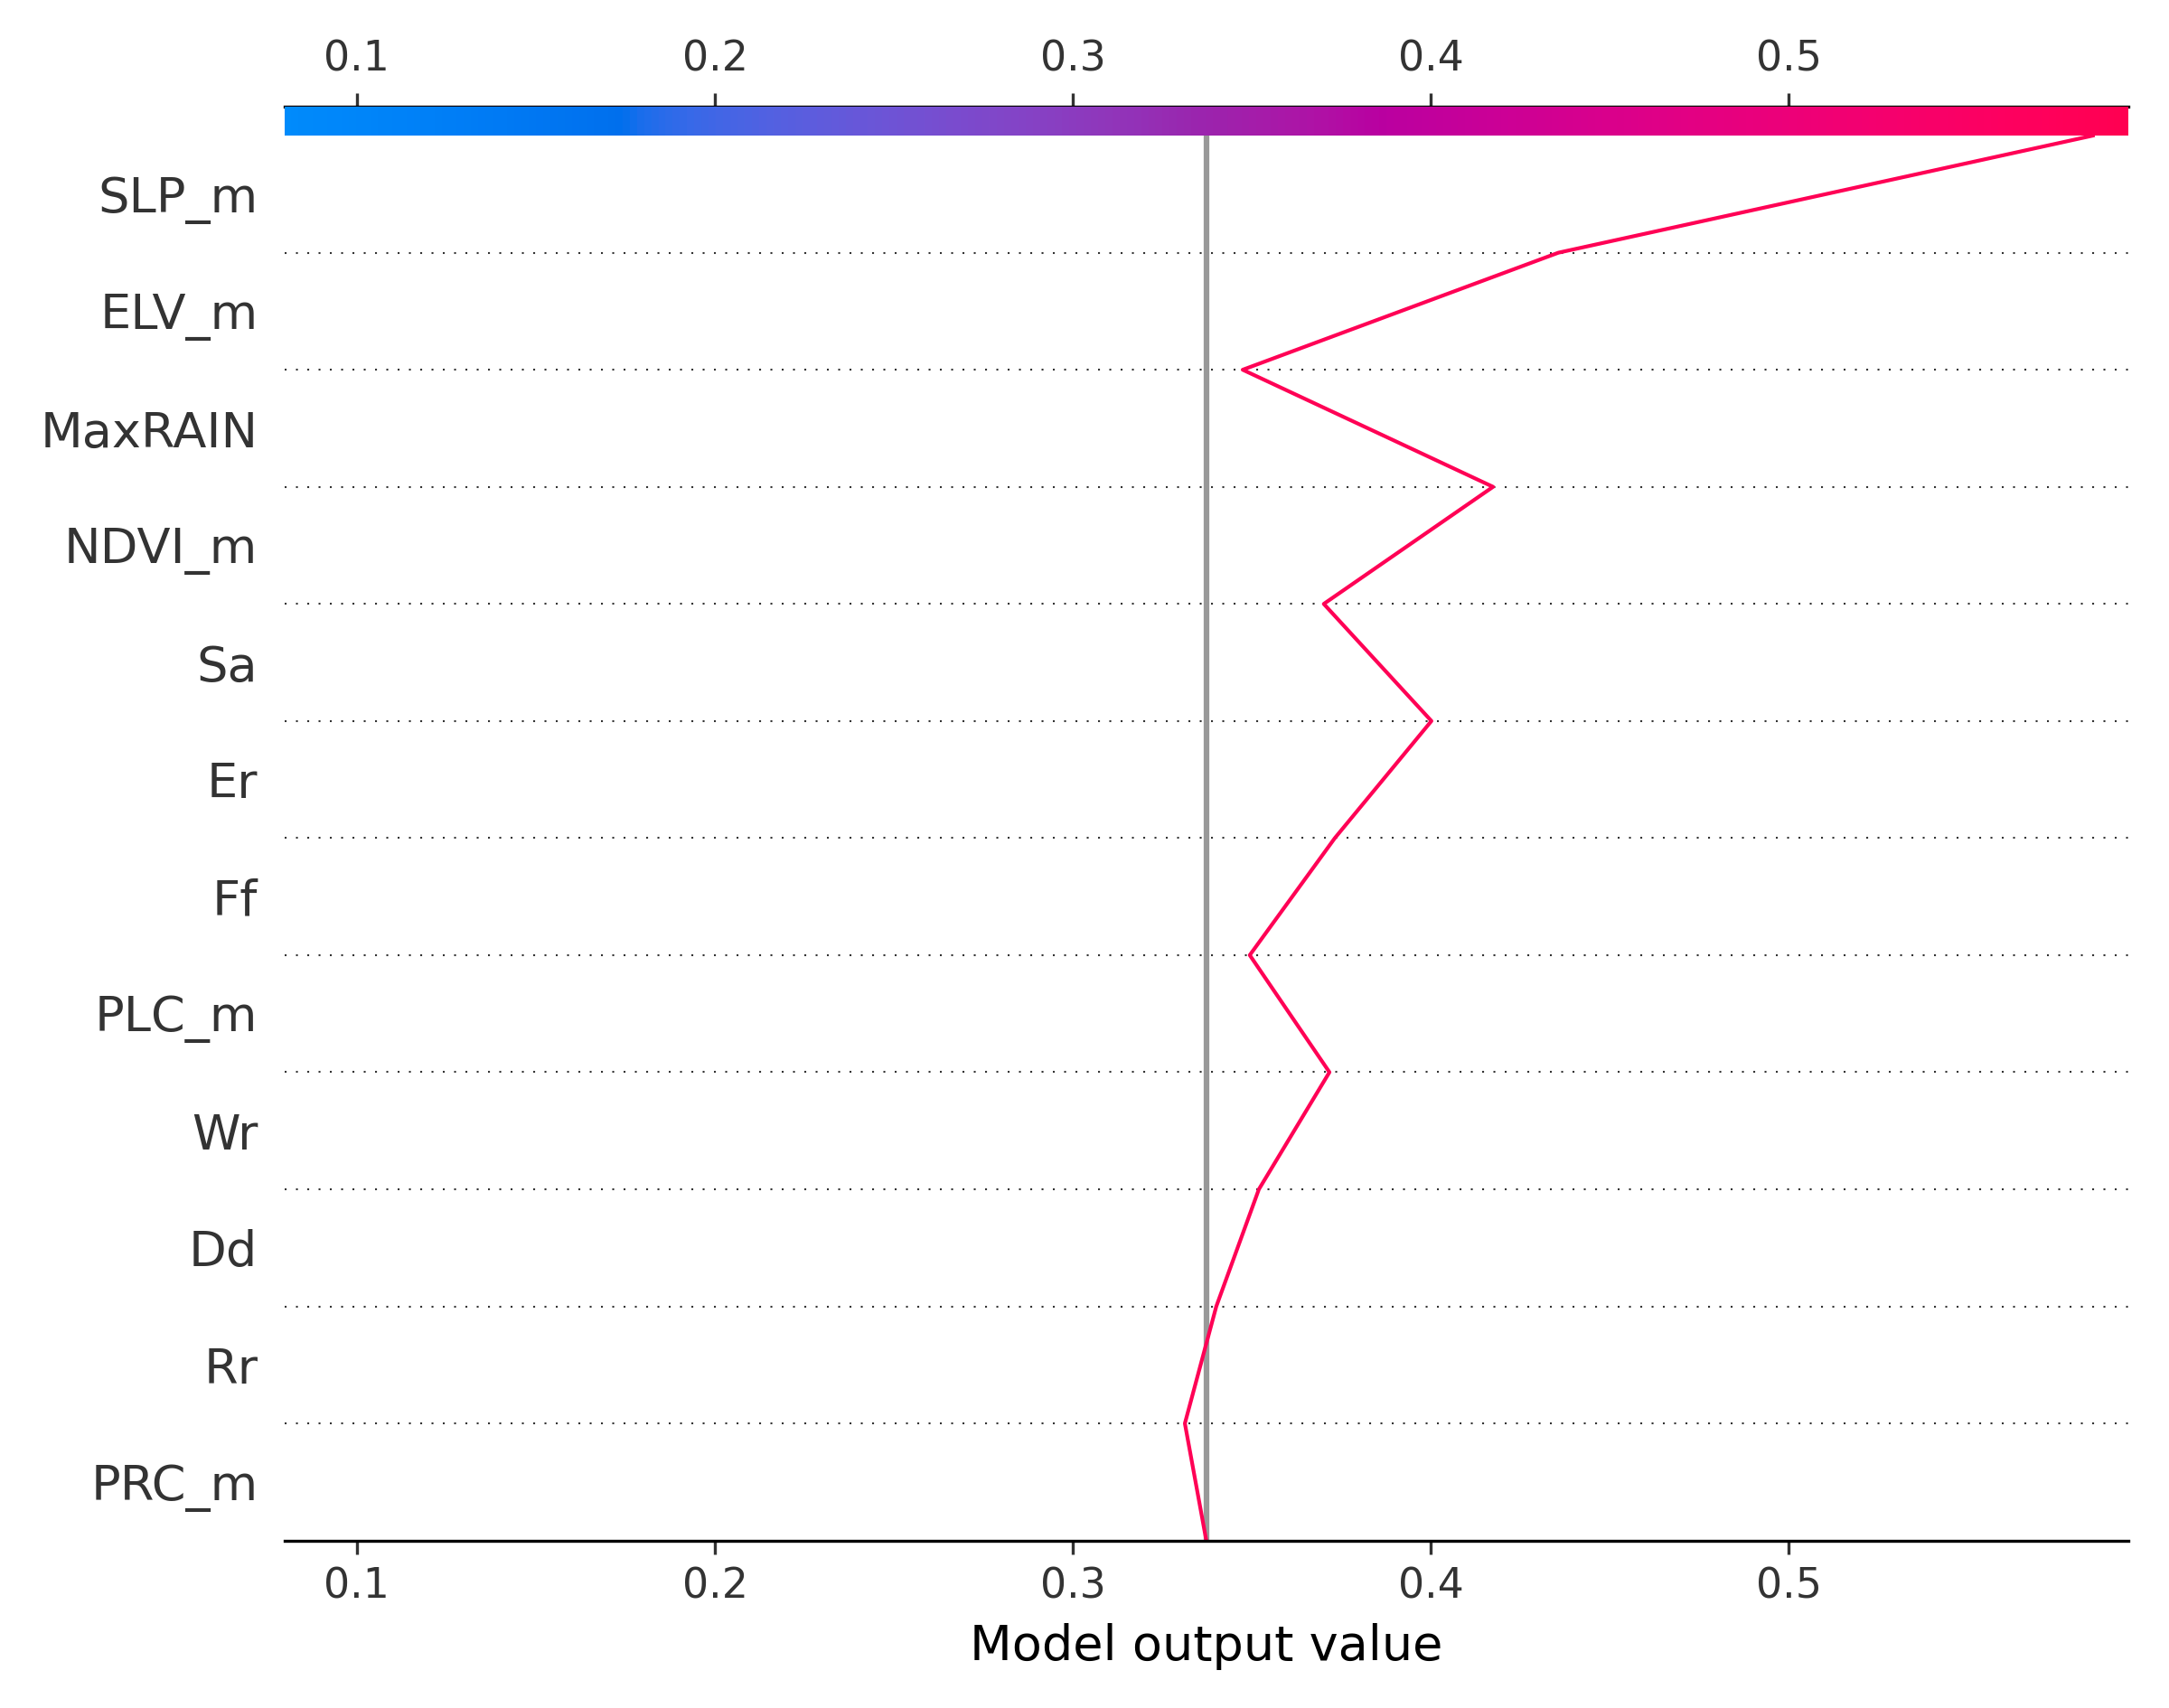 0.1 0.2 0.3 0.4 0.5
SLP_m
ELV_m
MaxRAIN
NDVI_m
Sa
Er
Ff
PLC_m
Wr
Dd
Rr
PRC_m
0.1 0.2 0.3 0.4 0.5
Model output value